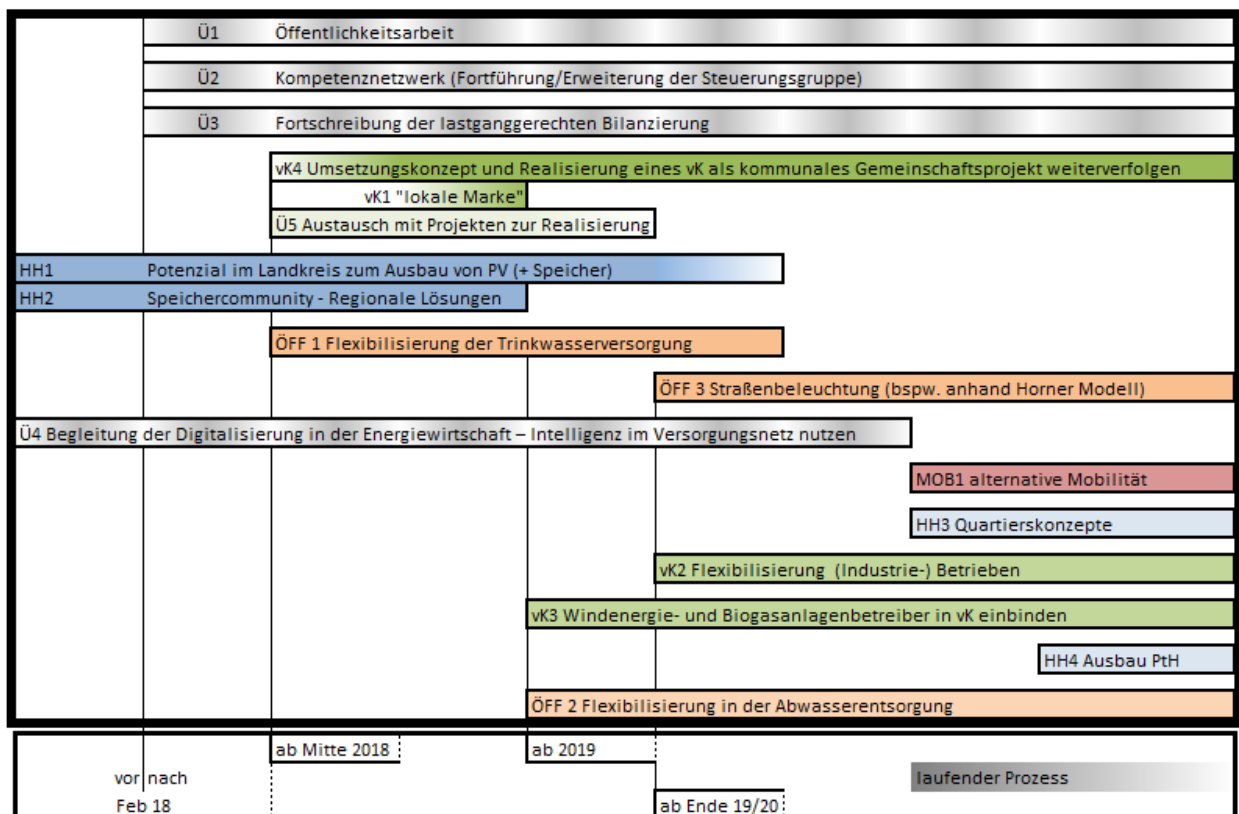 Ü1 Öffentlichkeitsarbeit
Ü2 Kompetenznetzwerk (Fortführung/Erweiterung der Steuerungsgruppe)
Ü3 Fortschreibung der lastganggerechten Bilanzierung
vK4 Umsetzungskonzept und Realisierung eines vK als kommunales Gemeinschaftsprojekt weiterverfolgen
vK1 "lokale Marke"
Ü5 Austausch mit Projekten zur Realisierung
HH1 Potenzial im Landkreis zum Ausbau von PV (+ Speicher)
HH2 Speichercommunity - Regionale Lösungen
ÖFF 1 Flexibilisierung der Trinkwasserversorgung
ÖFF 3 Straßenbeleuchtung (bspw. anhand Horner Modell)
Ü4 Begleitung der Digitalisierung in der Energiewirtschaft – Intelligenz im Versorgungsnetz nutzen
MOB1 alternative Mobilität
HH3 Quartierskonzepte
vK2 Flexibilisierung (Industrie-) Betrieben
vK3 Windenergie- und Biogasanlagenbetreiber in vK einbinden
HH4 Ausbau PtH
ÖFF 2 Flexibilisierung in der Abwasserentsorgung
ab Mitte 2018 ab 2019
vor nach laufender Prozess
Feb 18 ab Ende 19/20